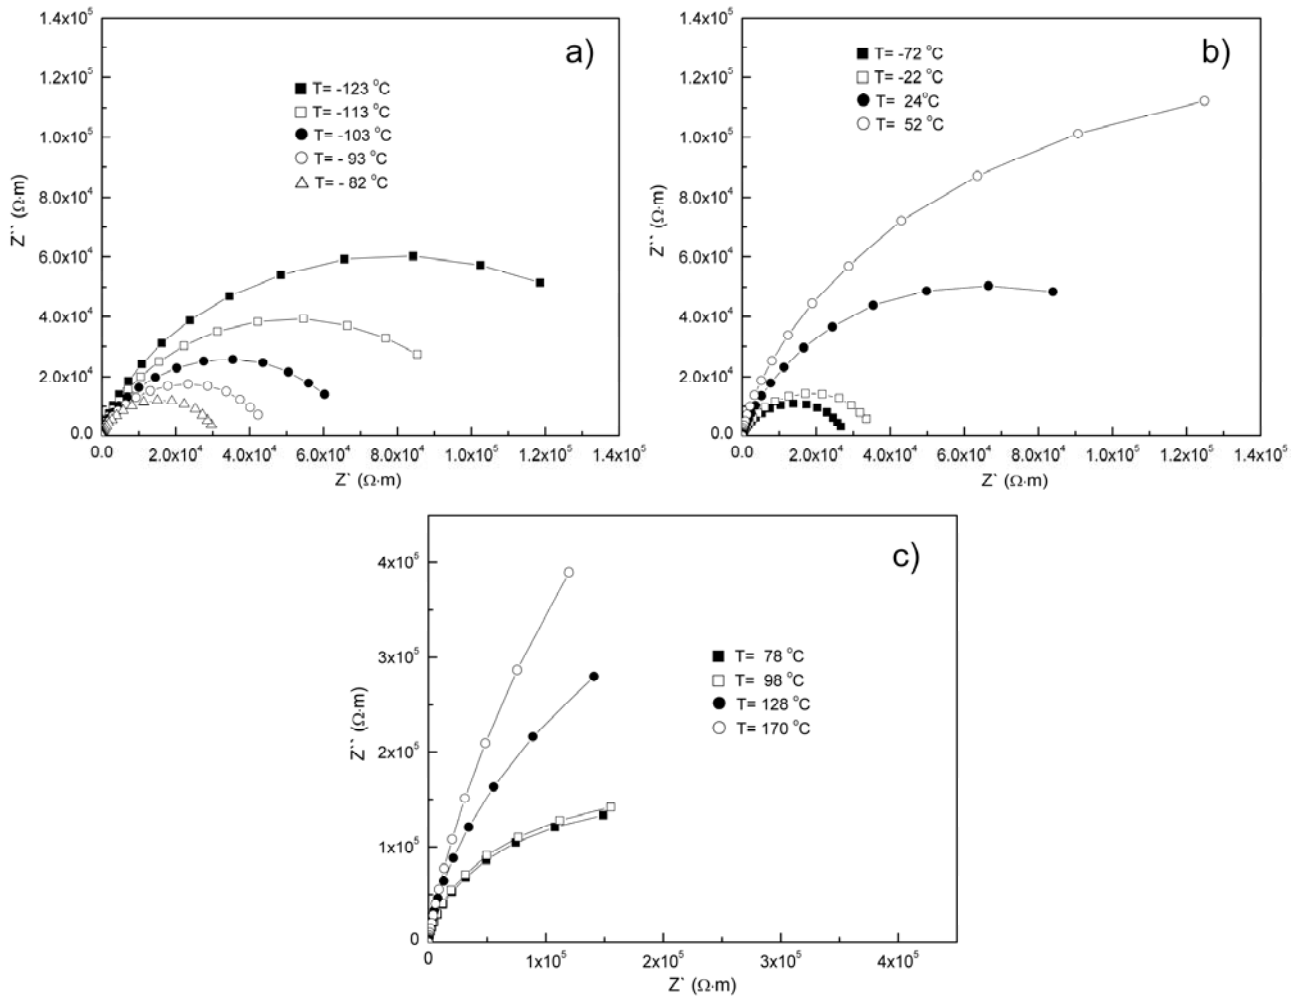 a)
1.4x10⁵
1.2x10⁵
1.0x10⁵
8.0x10⁴
6.0x10⁴
4.0x10⁴
2.0x10⁴
0.0
Z`` (Ω·m)
T= -123 °C
T= -113 °C
T= -103 °C
T= - 93 °C
T= - 82 °C
0.0 2.0x10⁴ 4.0x10⁴ 6.0x10⁴ 8.0x10⁴ 1.0x10⁵ 1.2x10⁵ 1.4x10⁵
Z` (Ω·m)
b)
1.4x10⁵
1.2x10⁵
1.0x10⁵
8.0x10⁴
6.0x10⁴
4.0x10⁴
2.0x10⁴
0.0
Z`` (Ω·m)
T= -72 °C
T= -22 °C
T= 24°C
T= 52 °C
0.0 2.0x10⁴ 4.0x10⁴ 6.0x10⁴ 8.0x10⁴ 1.0x10⁵ 1.2x10⁵ 1.4x10⁵
Z` (Ω·m)
c)
4x10⁵
3x10⁵
2x10⁵
1x10⁵
0
Z`` (Ω·m)
T= 78 °C
T= 98 °C
T= 128 °C
T= 170 °C
0 1x10⁵ 2x10⁵ 3x10⁵ 4x10⁵
Z` (Ω·m)